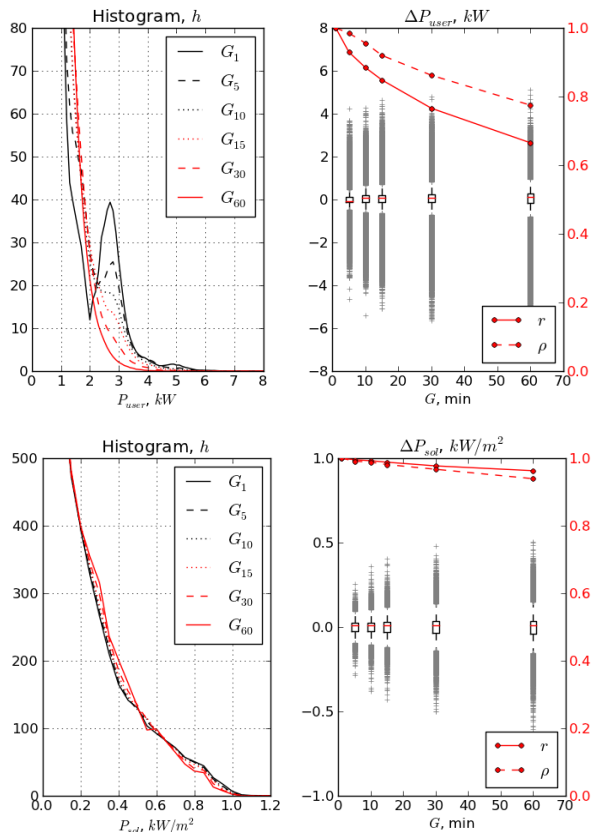 Histogram, h
80
70
60
50
40
30
20
10
0
0 1 2 3 4 5 6 7 8
P_user, kW
G_1
G_5
G_10
G_15
G_30
G_60
ΔP_user, kW
8
6
4
2
0
−2
−4
−6
−8
0 10 20 30 40 50 60 70
G, min
1.0
0.8
0.6
0.4
0.2
0.0
r
ρ
Histogram, h
500
400
300
200
100
0
0.0 0.2 0.4 0.6 0.8 1.0 1.2
P_sol, kW/m²
G_1
G_5
G_10
G_15
G_30
G_60
ΔP_sol, kW/m²
1.0
0.5
0.0
−0.5
−1.0
0 10 20 30 40 50 60 70
G, min
1.0
0.8
0.6
0.4
0.2
0.0
r
ρ